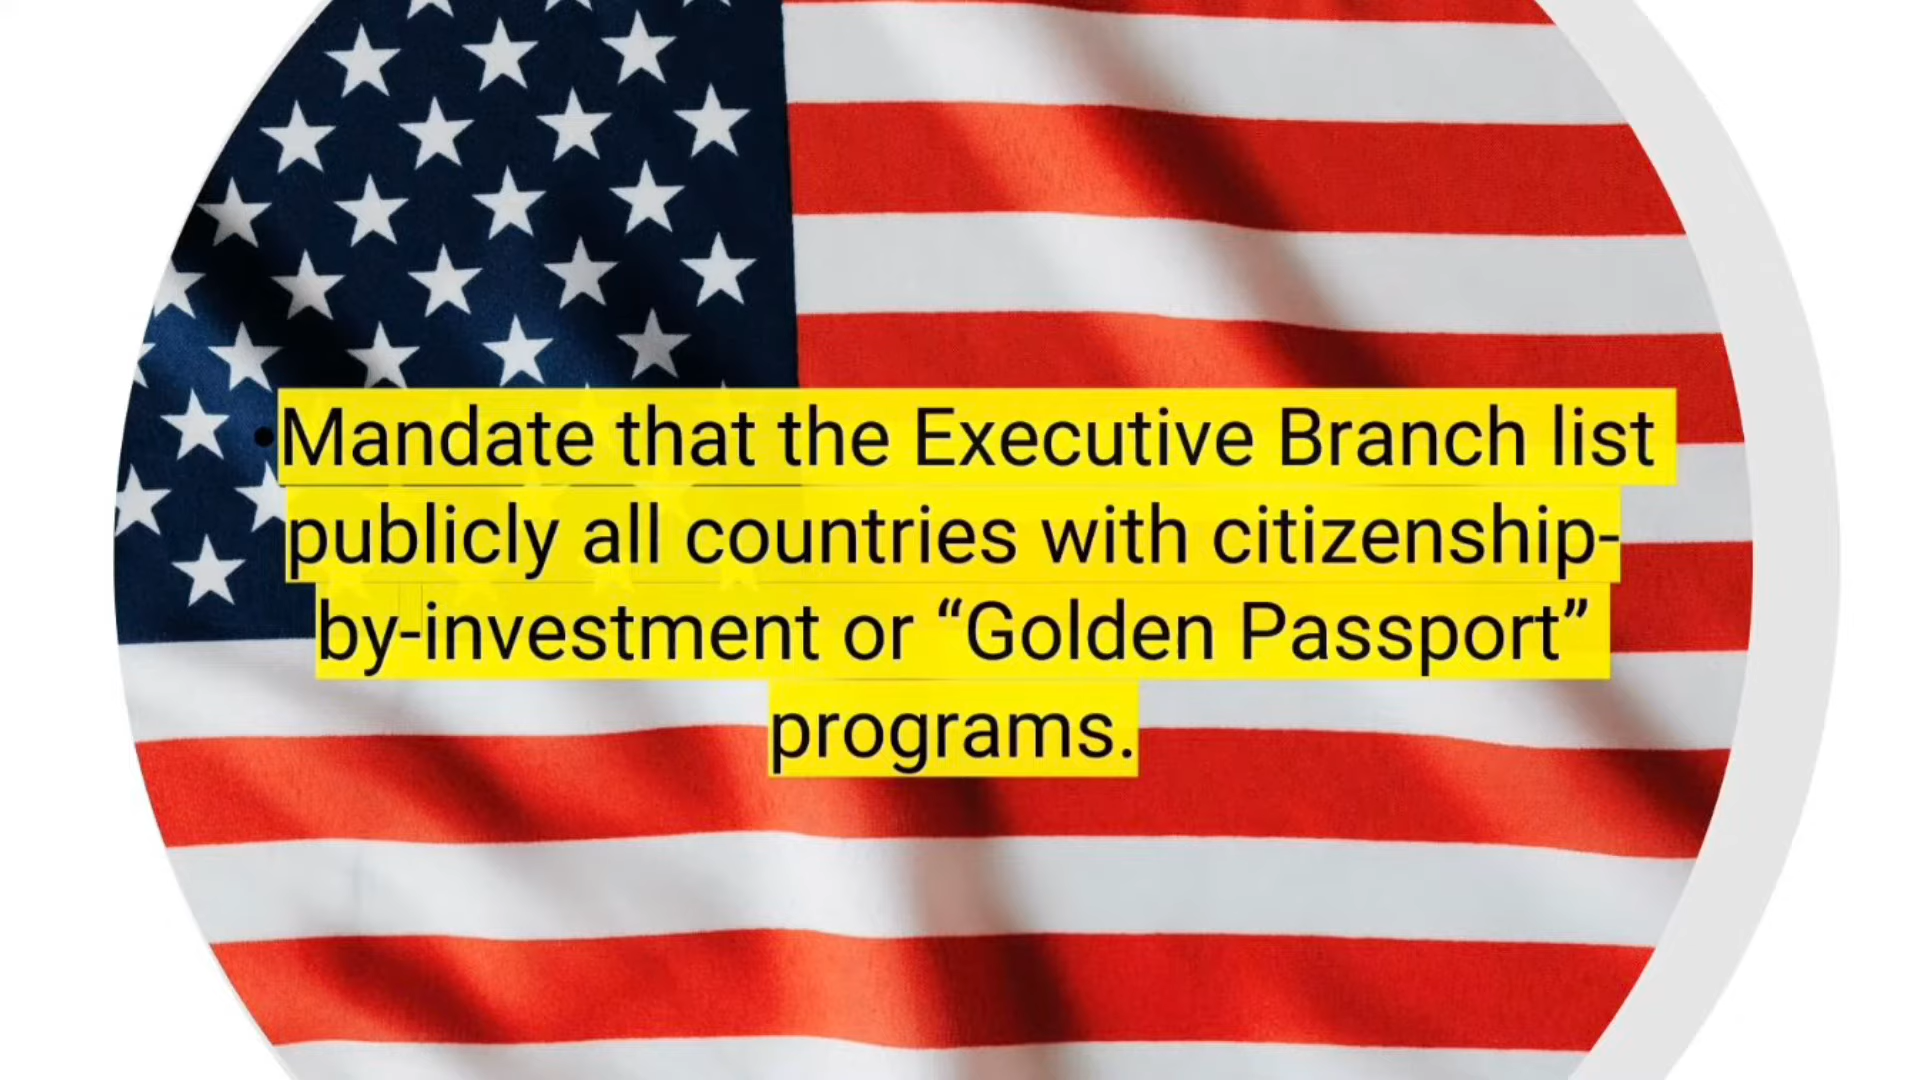 •Mandate that the Executive Branch list
publicly all countries with citizenship-
by-investment or “Golden Passport”
programs.